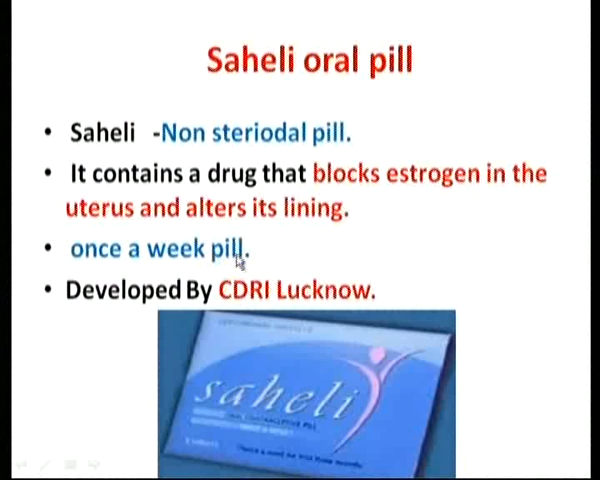 Saheli oral pill
• Saheli -Non steriodal pill.
• It contains a drug that blocks estrogen in the
uterus and alters its lining.
• once a week pill.
• Developed By CDRI Lucknow.
saheli